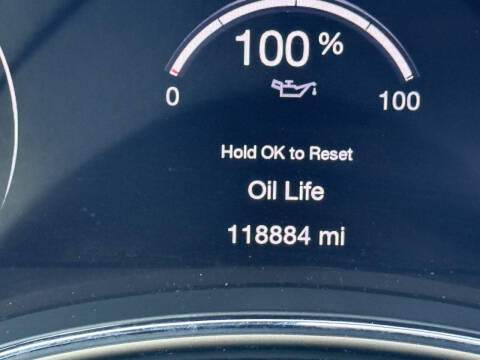 100%
0 100
Hold OK to Reset
Oil Life
118884 mi